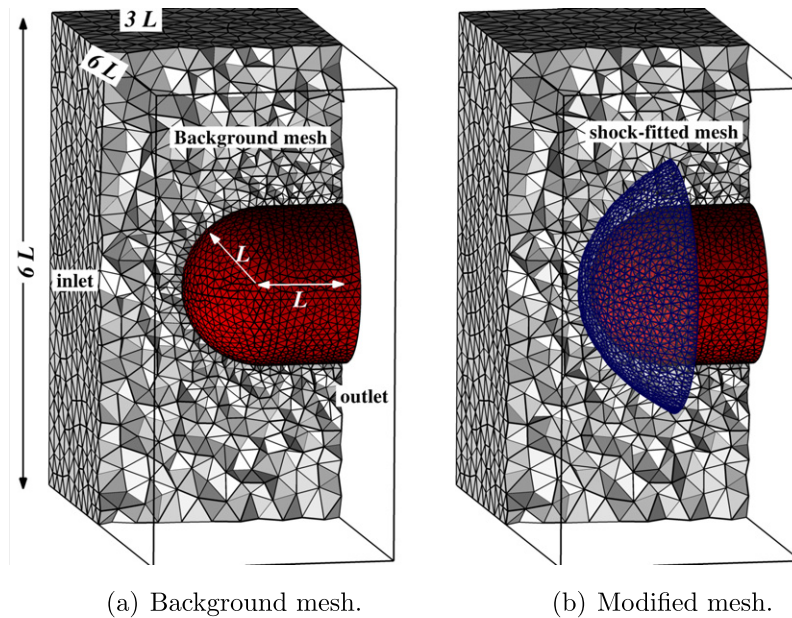 3 L
6 L
Background mesh
6 L
inlet
L
L
outlet
shock-fitted mesh
(a) Background mesh.
(b) Modified mesh.